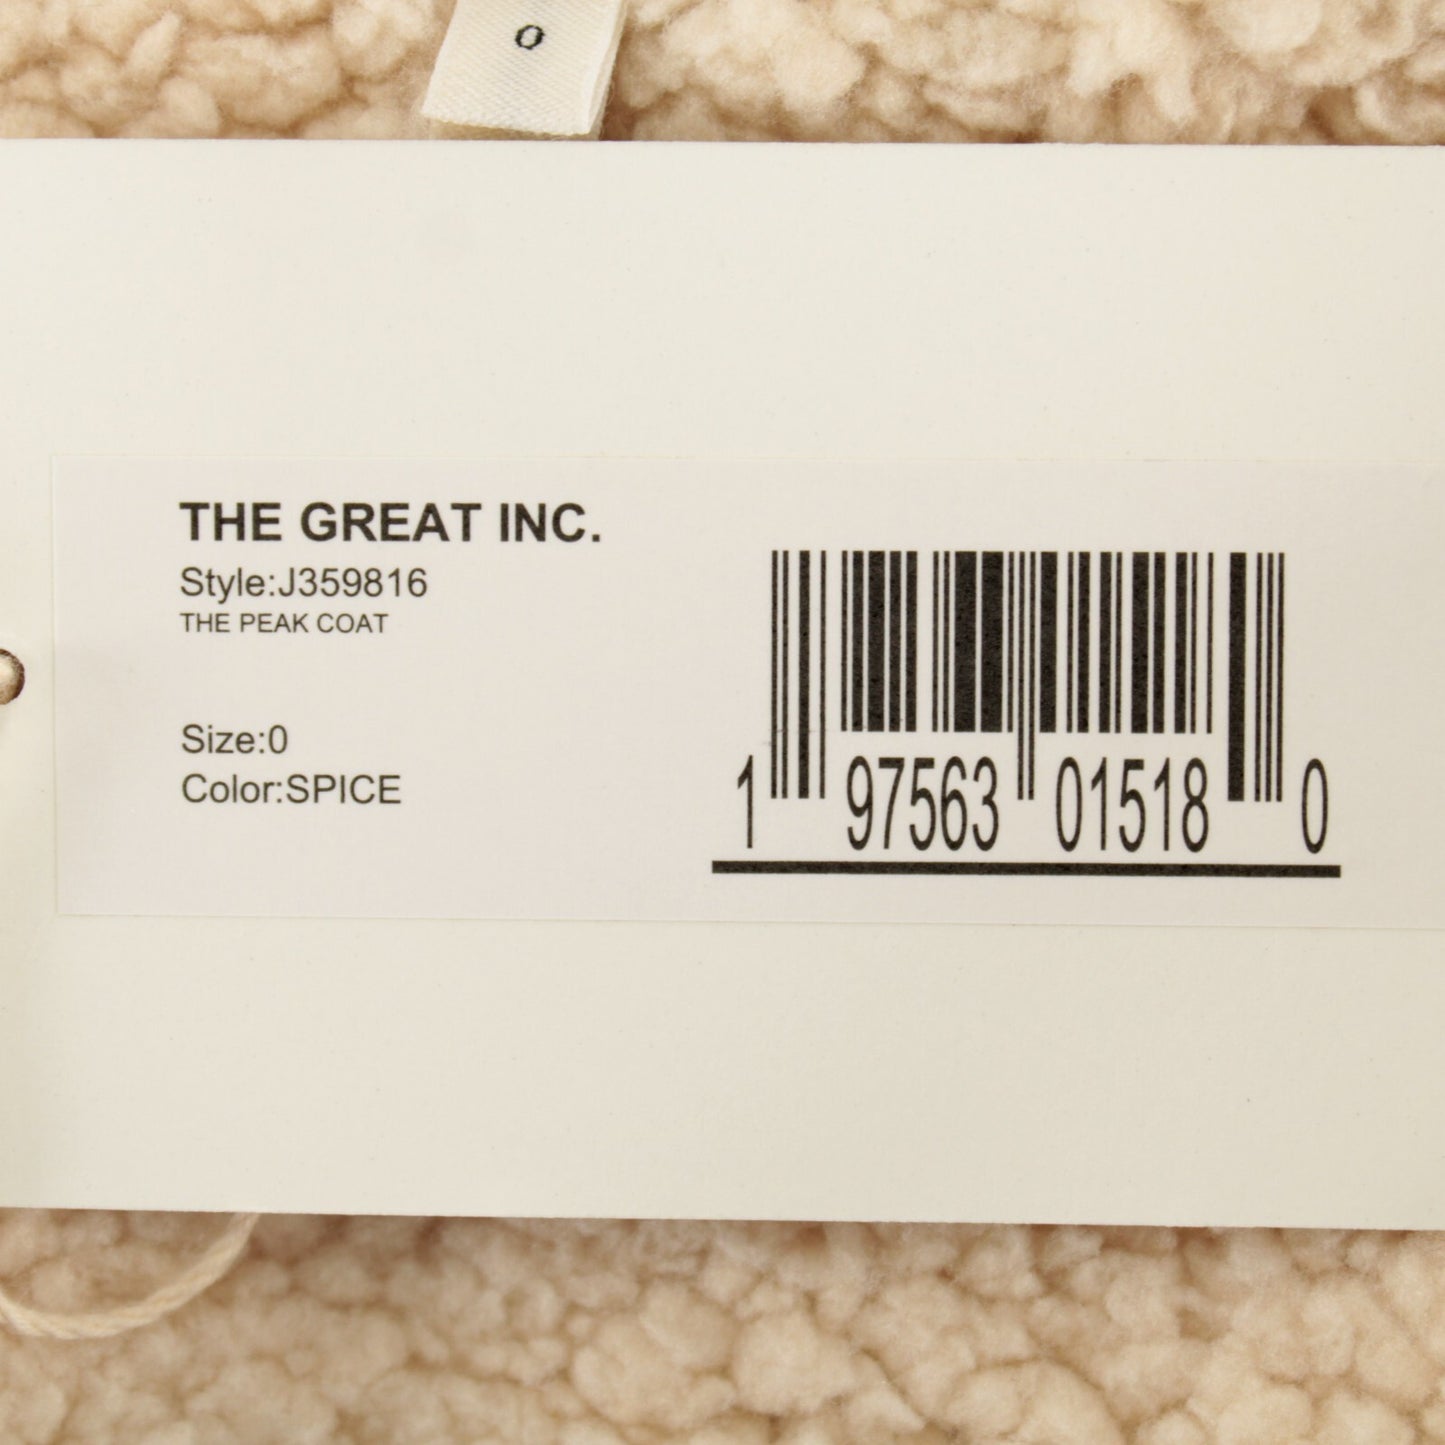 0
THE GREAT INC.
Style:J359816
THE PEAK COAT
Size:0
Color:SPICE
1 97563 01518 0